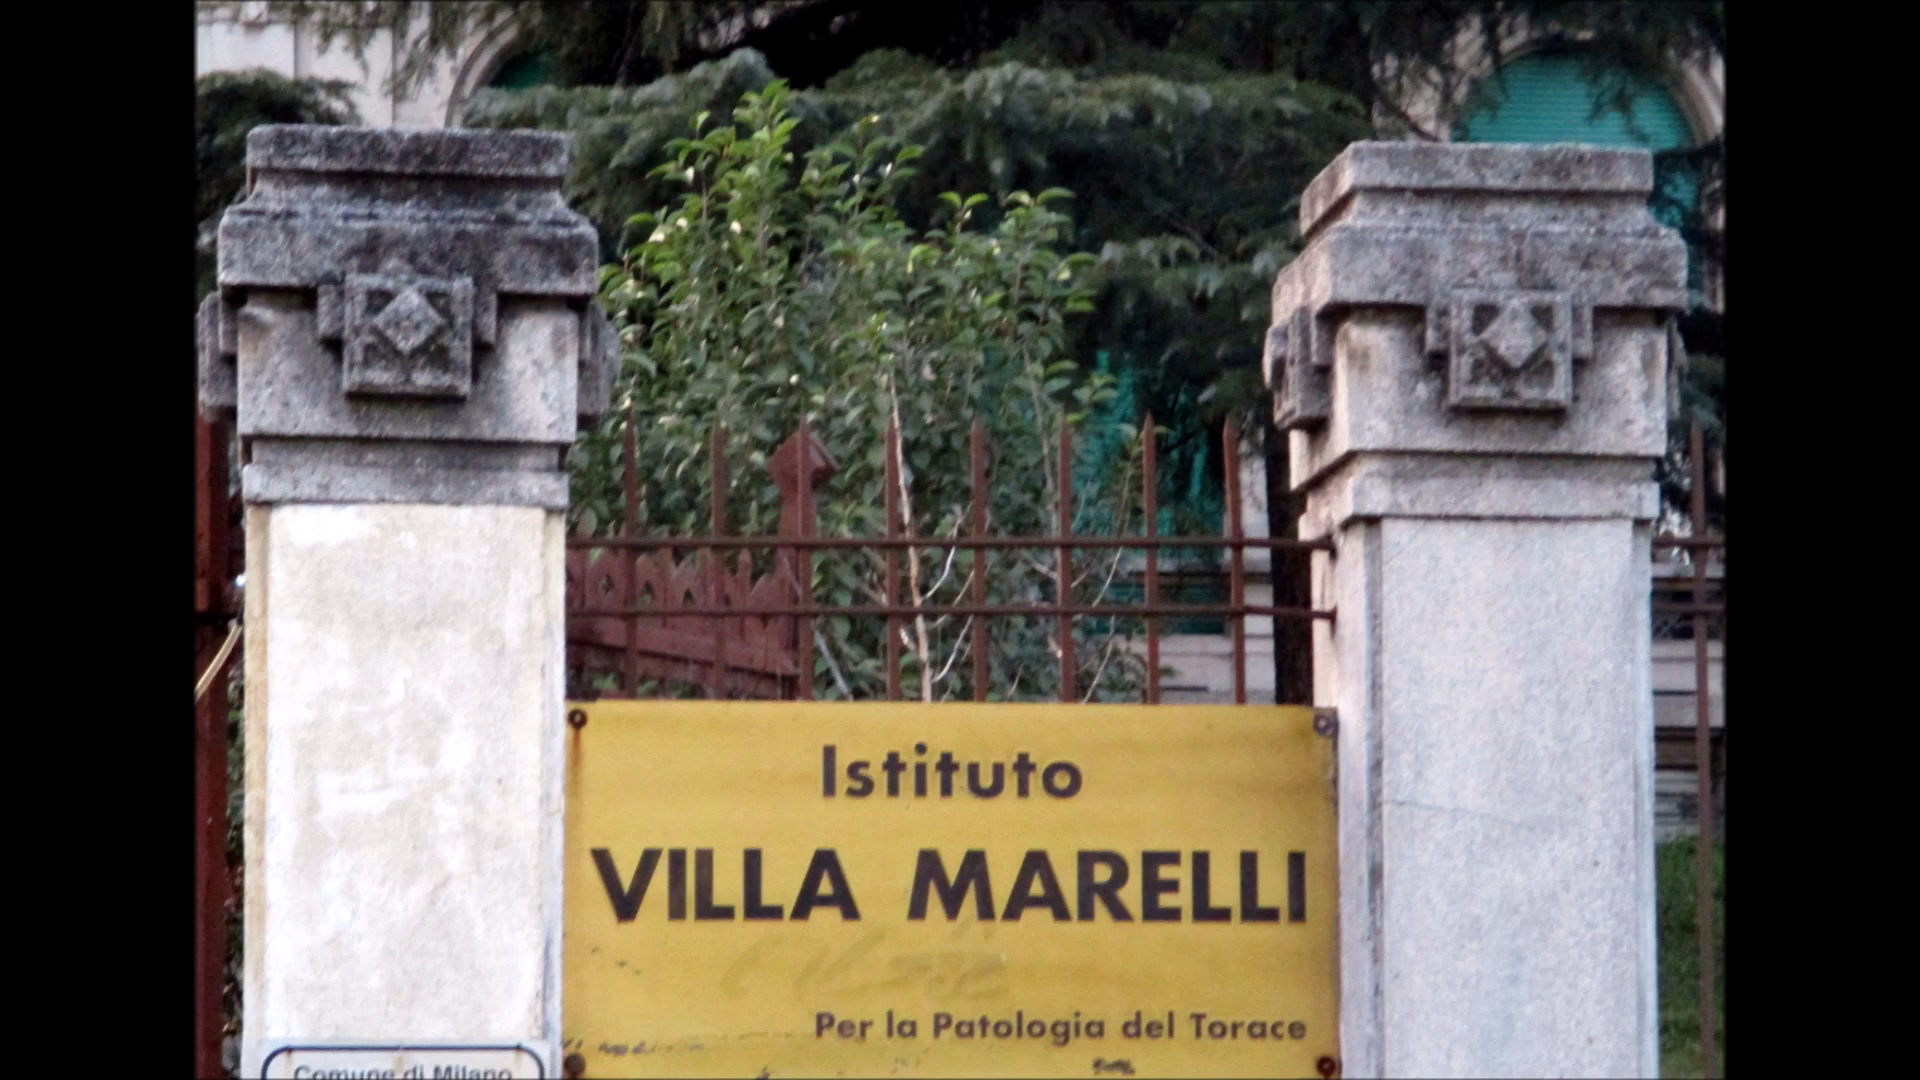 Istituto
VILLA MARELLI
Per la Patologia del Torace
Comune di Milano